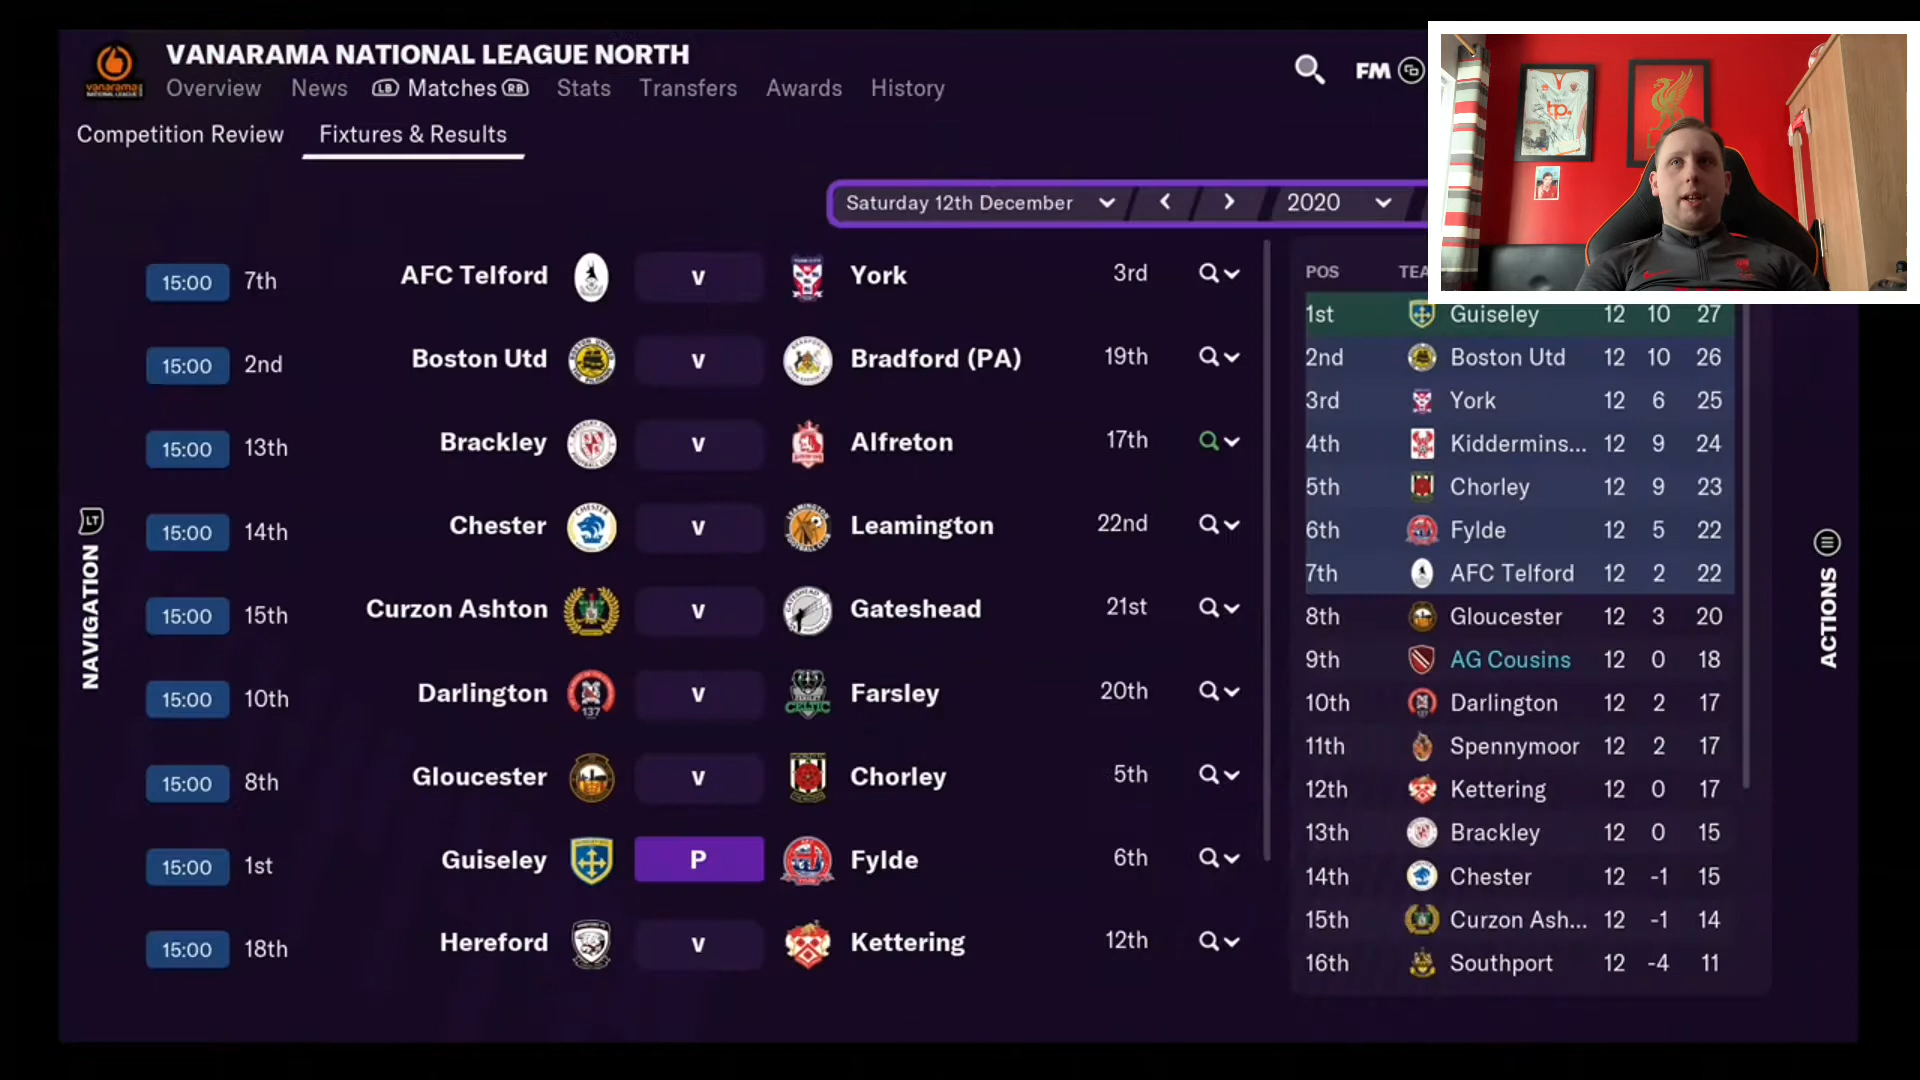 VANARAMA NATIONAL LEAGUE NORTH
Overview News LB Matches RB Stats Transfers Awards History
FM
Competition Review Fixtures & Results
Saturday 12th December 2020
15:00 7th AFC Telford v York 3rd
15:00 2nd Boston Utd v Bradford (PA) 19th
15:00 13th Brackley v Alfreton 17th
15:00 14th Chester v Leamington 22nd
15:00 15th Curzon Ashton v Gateshead 21st
15:00 10th Darlington v Farsley 20th
15:00 8th Gloucester v Chorley 5th
15:00 1st Guiseley P Fylde 6th
15:00 18th Hereford v Kettering 12th
POS TEA
1st Guiseley 12 10 27
2nd Boston Utd 12 10 26
3rd York 12 6 25
4th Kiddermins... 12 9 24
5th Chorley 12 9 23
6th Fylde 12 5 22
7th AFC Telford 12 2 22
8th Gloucester 12 3 20
9th AG Cousins 12 0 18
10th Darlington 12 2 17
11th Spennymoor 12 2 17
12th Kettering 12 0 17
13th Brackley 12 0 15
14th Chester 12 -1 15
15th Curzon Ash... 12 -1 14
16th Southport 12 -4 11
LT
NAVIGATION
ACTIONS